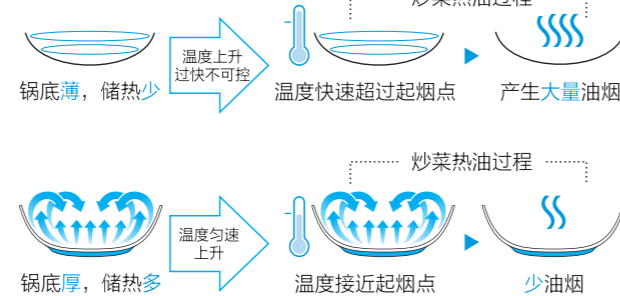 炒菜热油过程
温度上升
过快不可控
锅底薄，储热少
温度快速超过起烟点
产生大量油烟
炒菜热油过程
温度匀速
上升
锅底厚，储热多
温度接近起烟点
少油烟